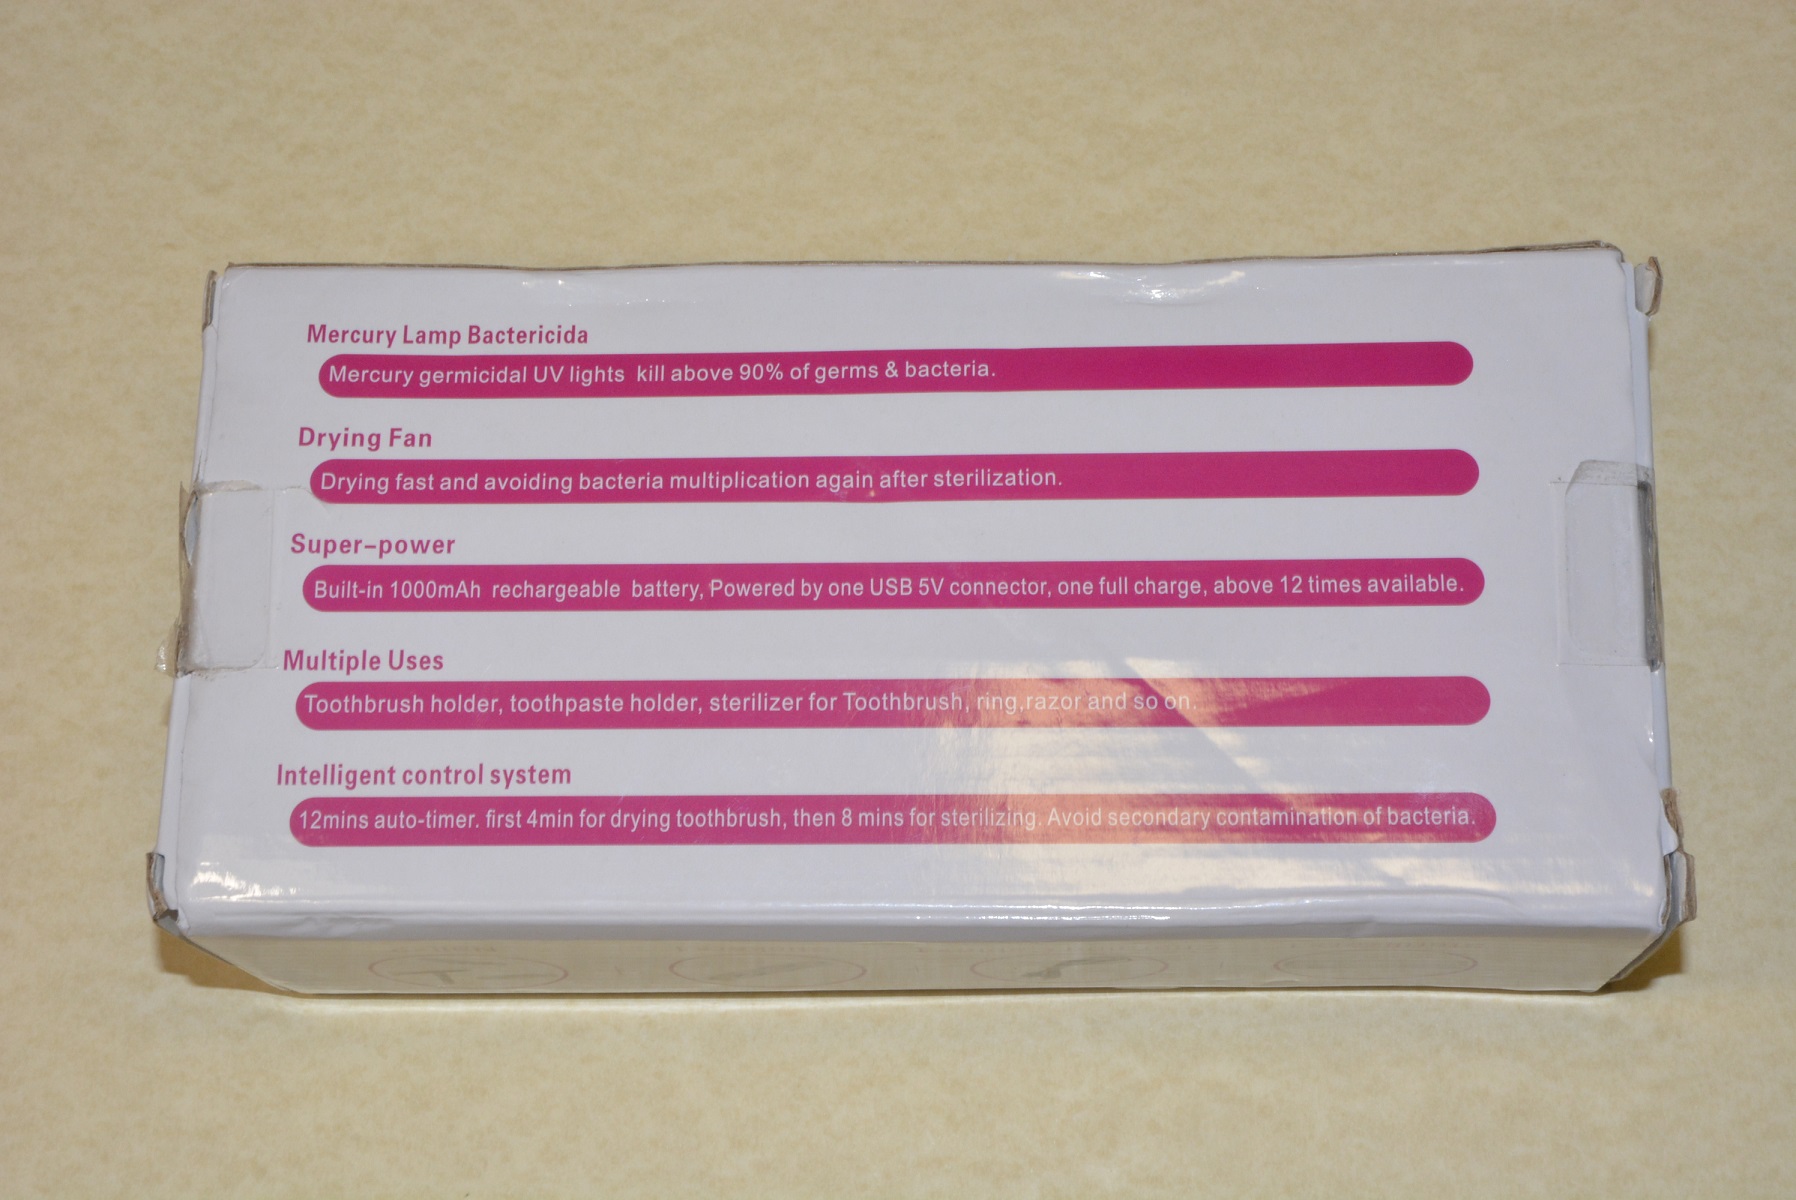 Mercury Lamp Bactericida
Mercury germicidal UV lights kill above 90% of germs & bacteria.
Drying Fan
Drying fast and avoiding bacteria multiplication again after sterilization.
Super-power
Built-in 1000mAh rechargeable battery, Powered by one USB 5V connector, one full charge, above 12 times available.
Multiple Uses
Toothbrush holder, toothpaste holder, sterilizer for Toothbrush, ring,razor and so on.
Intelligent control system
12mins auto-timer. first 4min for drying toothbrush, then 8 mins for sterilizing. Avoid secondary contamination of bacteria.